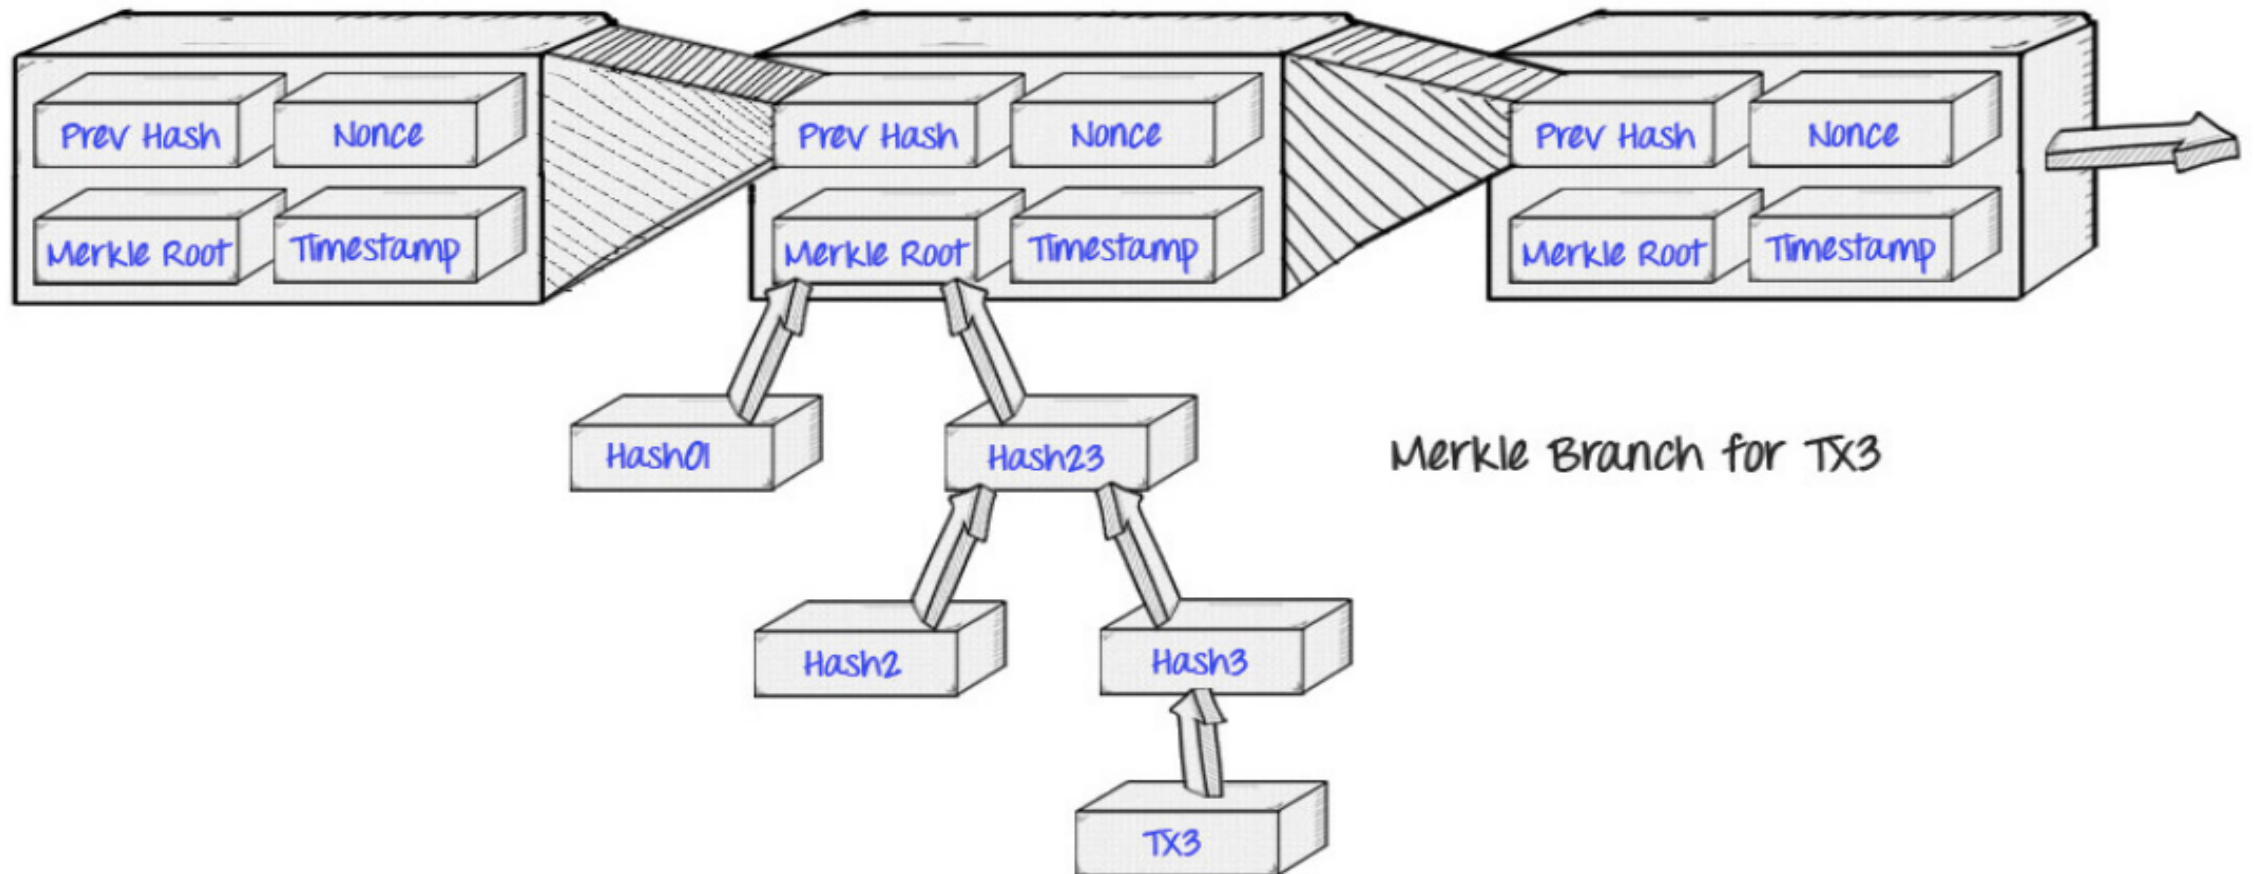 Prev Hash
Nonce
Prev Hash
Nonce
Prev Hash
Nonce
Merkle Root
Timestamp
Merkle Root
Timestamp
Merkle Root
Timestamp
Hash01
Hash23
Merkle Branch for TX3
Hash2
Hash3
TX3